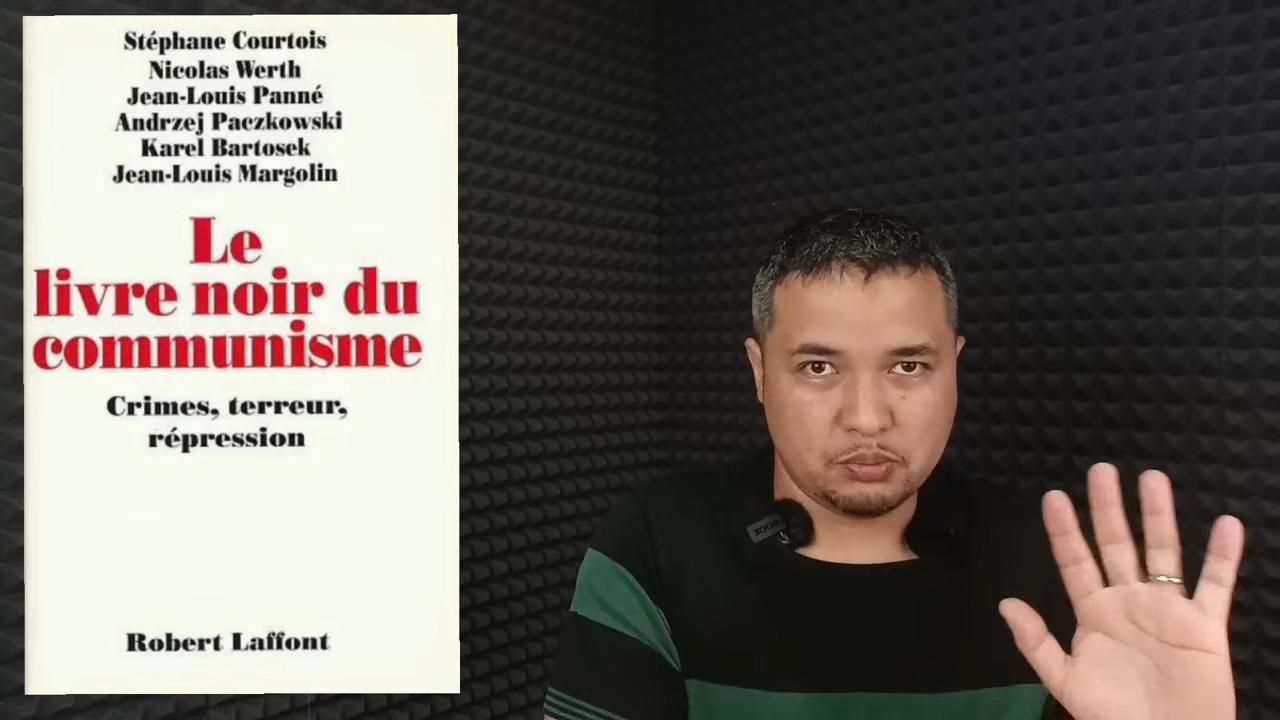 Stéphane Courtois
Nicolas Werth
Jean-Louis Panné
Andrzej Paczkowski
Karel Bartosek
Jean-Louis Margolin
Le
livre noir du
communisme
Crimes, terreur,
répression
Robert Laffont
RODE